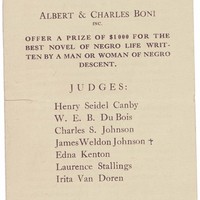 ALBERT & CHARLES BONI
INC.
OFFER A PRIZE OF $1000 FOR THE
BEST NOVEL OF NEGRO LIFE WRIT-
TEN BY A MAN OR WOMAN OF NEGRO
DESCENT.
JUDGES:
Henry Seidel Canby
W. E. B. Du Bois
Charles S. Johnson
James Weldon Johnson †
Edna Kenton
Laurence Stallings
Irita Van Doren